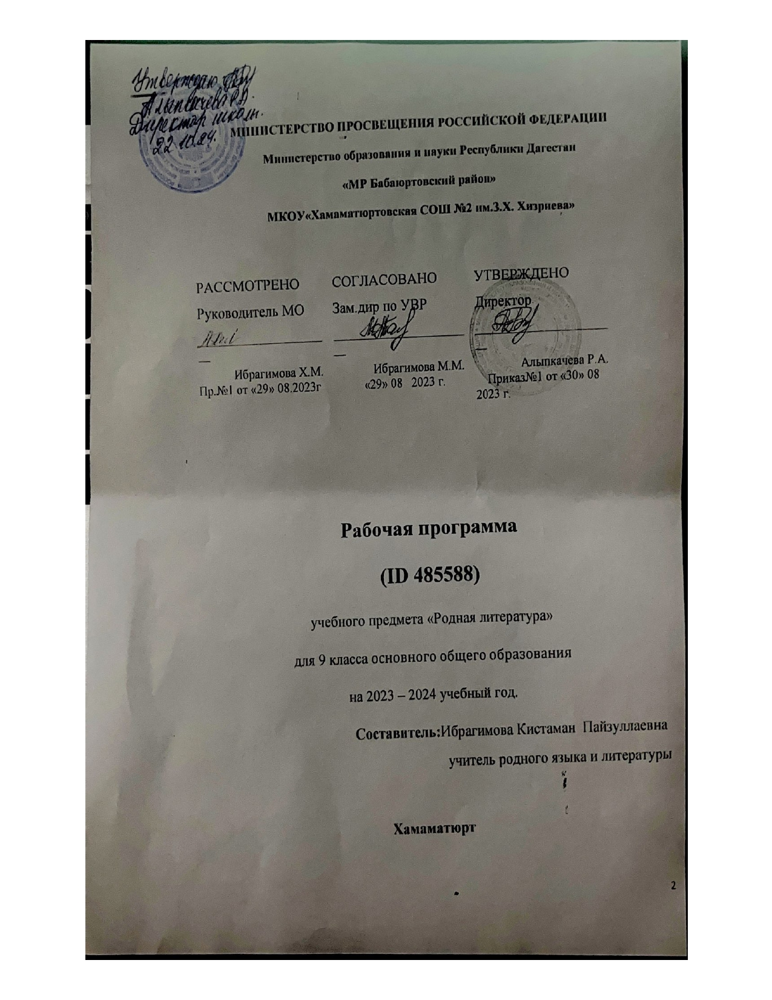 Утверждаю
Алыпкачева Р.А.
Директор школы.
22.10.24.
МИНИСТЕРСТВО ПРОСВЕЩЕНИЯ РОССИЙСКОЙ ФЕДЕРАЦИИ
Министерство образования и науки Республики Дагестан
«МР Бабаюртовский район»
МКОУ«Хамаматюртовская СОШ №2 им.З.Х. Хизриева»
РАССМОТРЕНО
Руководитель МО
Ибрагимова Х.М.
Пр.№1 от «29» 08.2023г
СОГЛАСОВАНО
Зам.дир по УВР
Ибрагимова М.М.
«29» 08 2023 г.
УТВЕРЖДЕНО
Директор
Алыпкачева Р.А.
Приказ№1 от «30» 08
2023 г.
Рабочая программа
(ID 485588)
учебного предмета «Родная литература»
для 9 класса основного общего образования
на 2023 – 2024 учебный год.
Составитель:Ибрагимова Кистаман Пайзуллаевна
учитель родного языка и литературы
Хамаматюрт
2